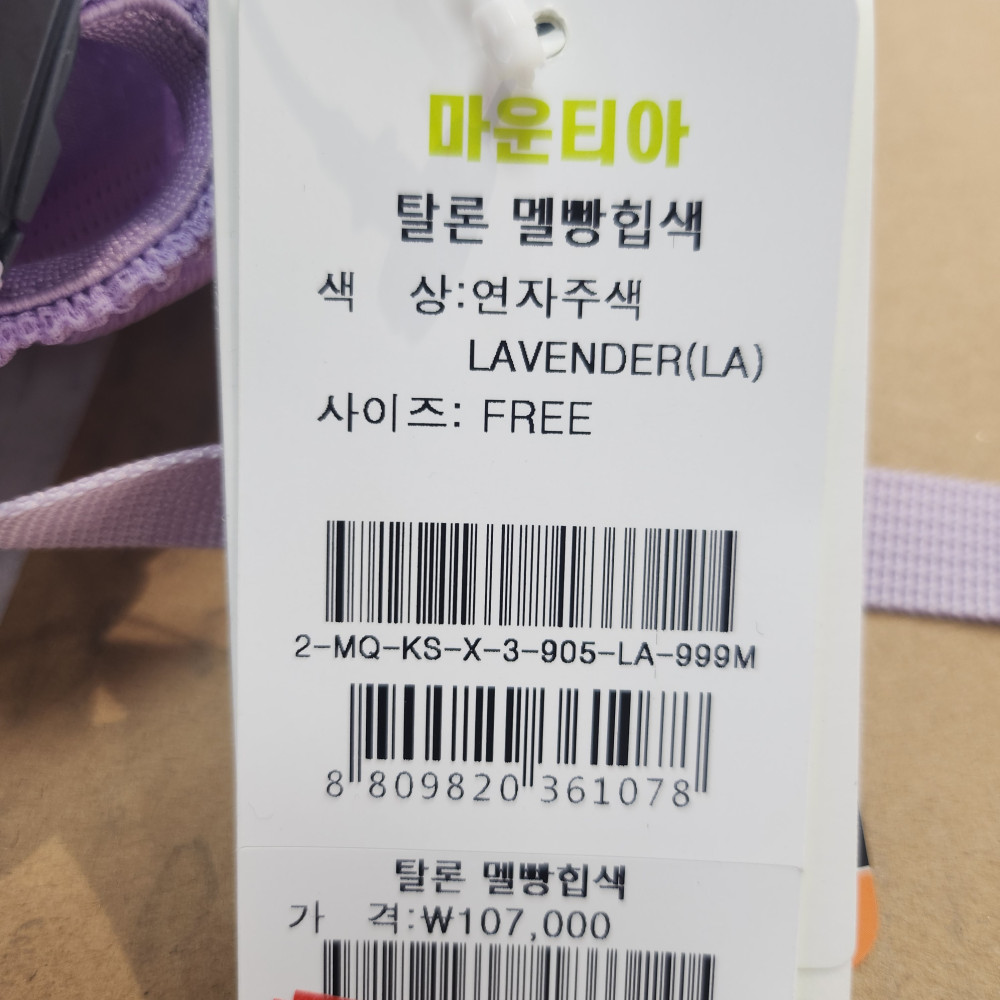 마운티아
탈론 멜빵힙색
색 상:연자주색
LAVENDER(LA)
사이즈: FREE
2-MQ-KS-X-3-905-LA-999M
8 809820 361078
탈론 멜빵힙색
가 격:₩107,000